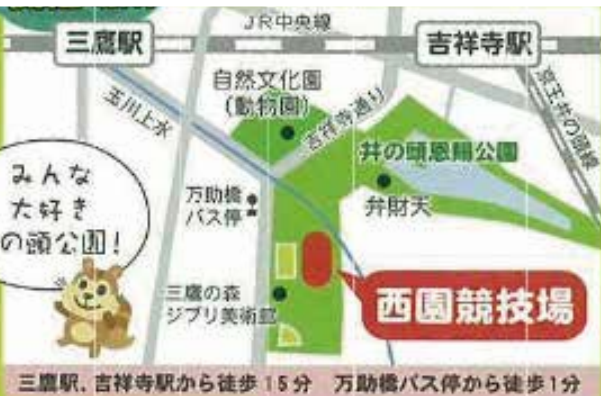 JR中央線
三鷹駅
吉祥寺駅
京王井の頭線
自然文化園
(動物園)
吉祥寺通り
玉川上水
井の頭恩賜公園
みんな
大好き
の頭公園!
万助橋
バス停
弁財天
三鷹の森
ジブリ美術館
西園競技場
三鷹駅、吉祥寺駅から徒歩15分 万助橋バス停から徒歩1分